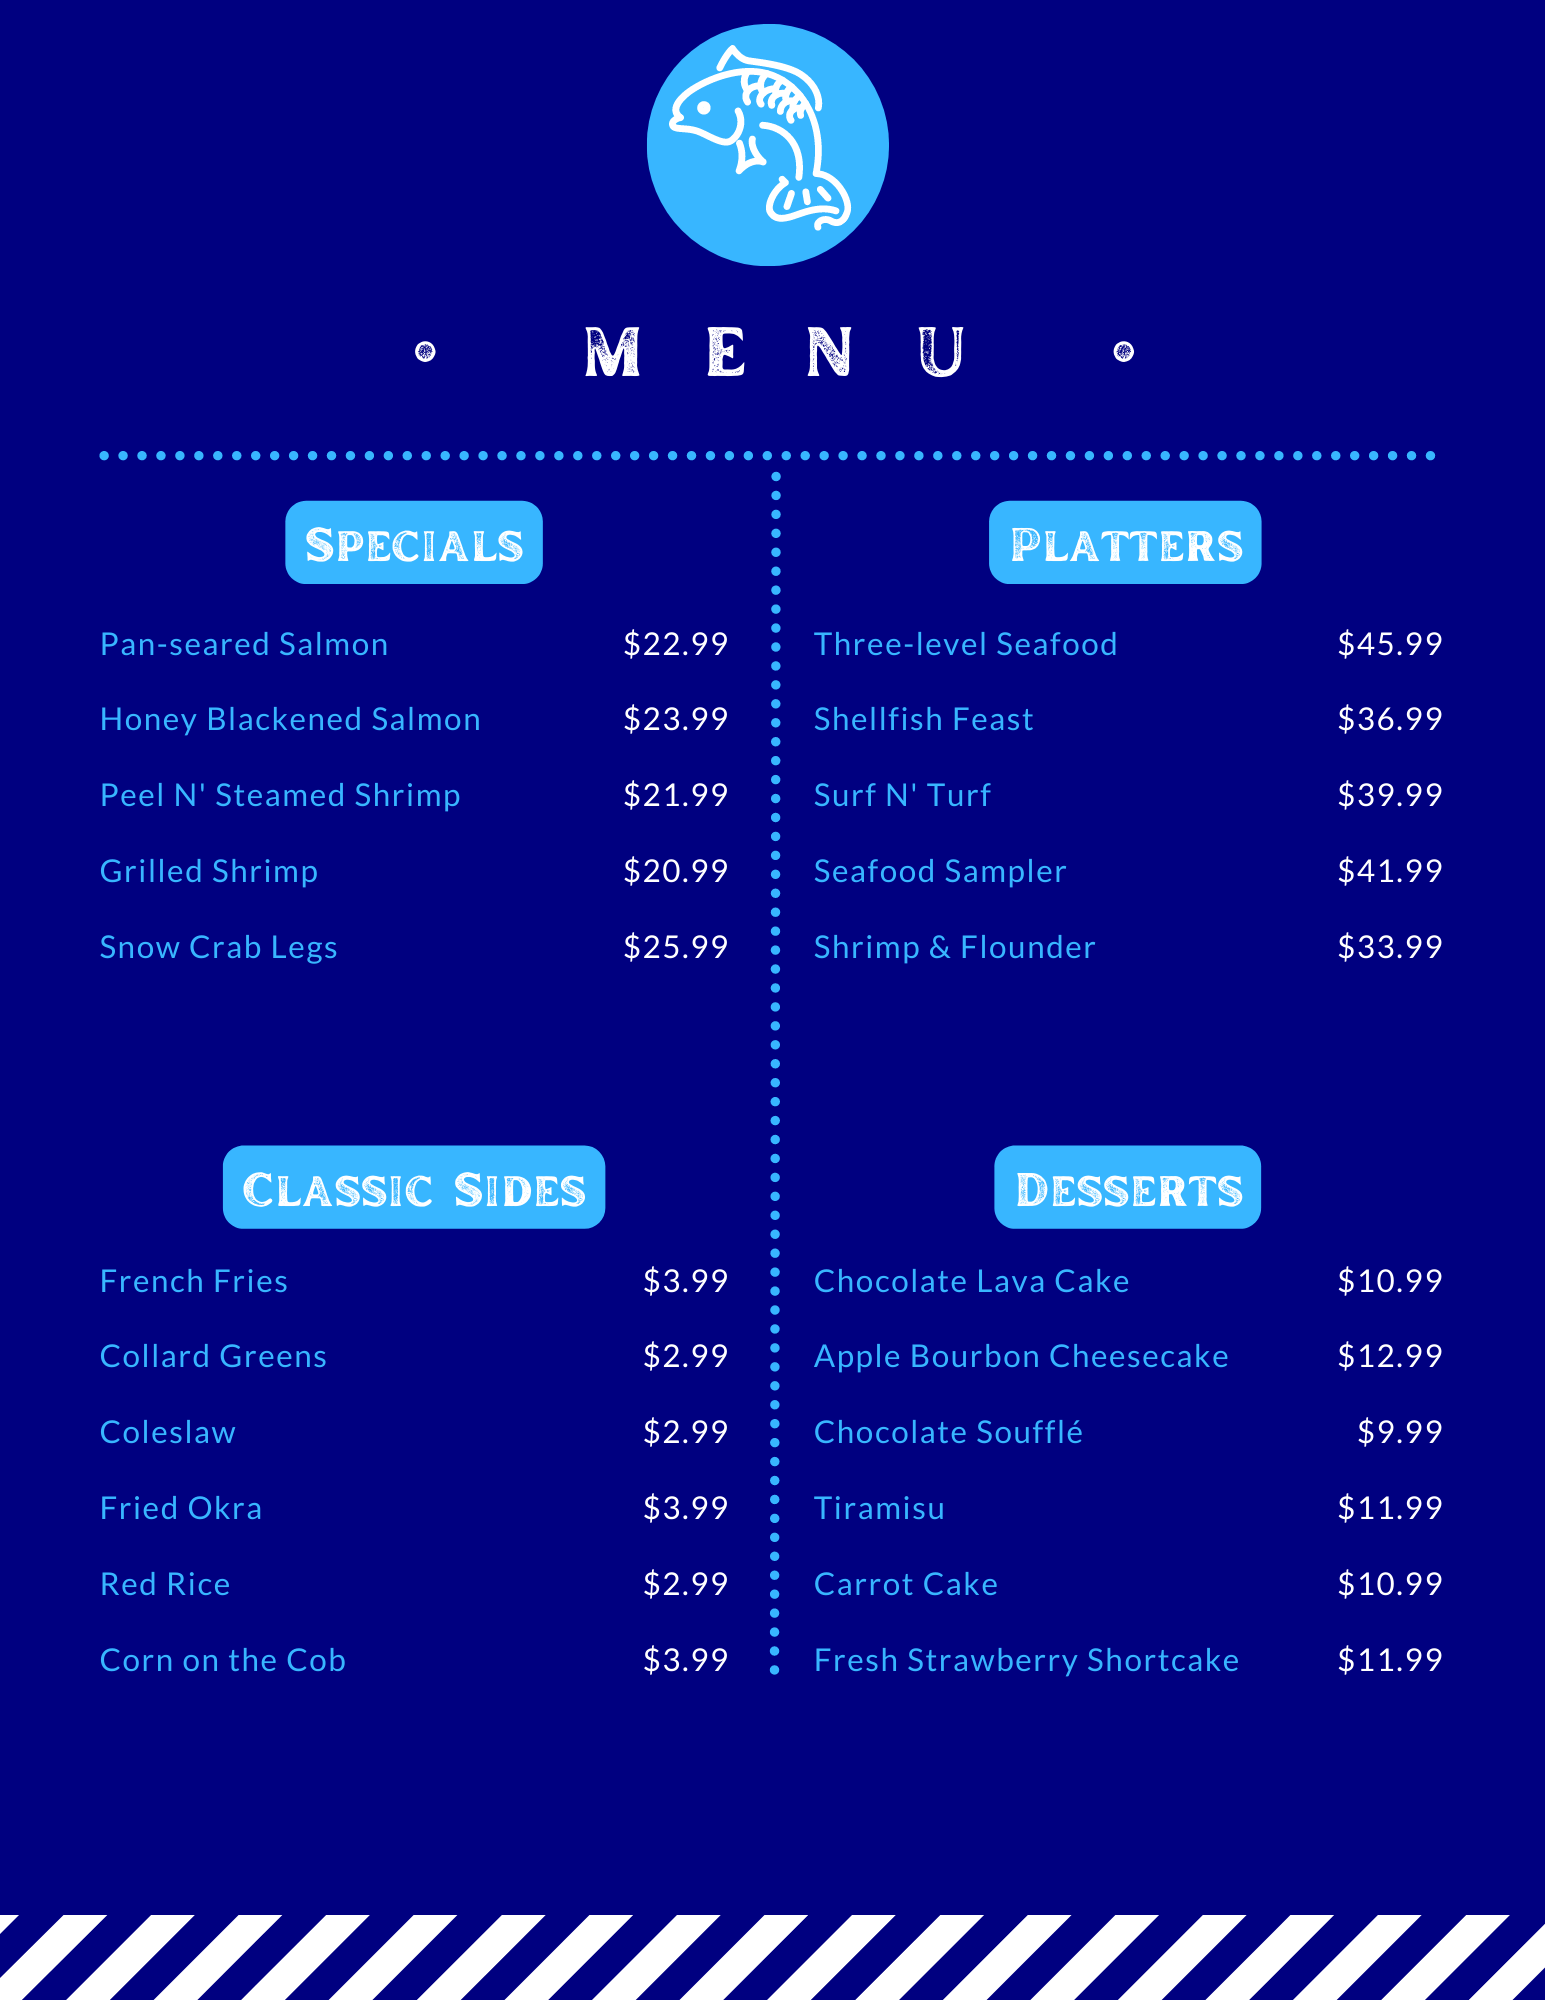 • MENU •
Specials
Pan-seared Salmon $22.99
Honey Blackened Salmon $23.99
Peel N' Steamed Shrimp $21.99
Grilled Shrimp $20.99
Snow Crab Legs $25.99
Platters
Three-level Seafood $45.99
Shellfish Feast $36.99
Surf N' Turf $39.99
Seafood Sampler $41.99
Shrimp & Flounder $33.99
Classic Sides
French Fries $3.99
Collard Greens $2.99
Coleslaw $2.99
Fried Okra $3.99
Red Rice $2.99
Corn on the Cob $3.99
Desserts
Chocolate Lava Cake $10.99
Apple Bourbon Cheesecake $12.99
Chocolate Soufflé $9.99
Tiramisu $11.99
Carrot Cake $10.99
Fresh Strawberry Shortcake $11.99